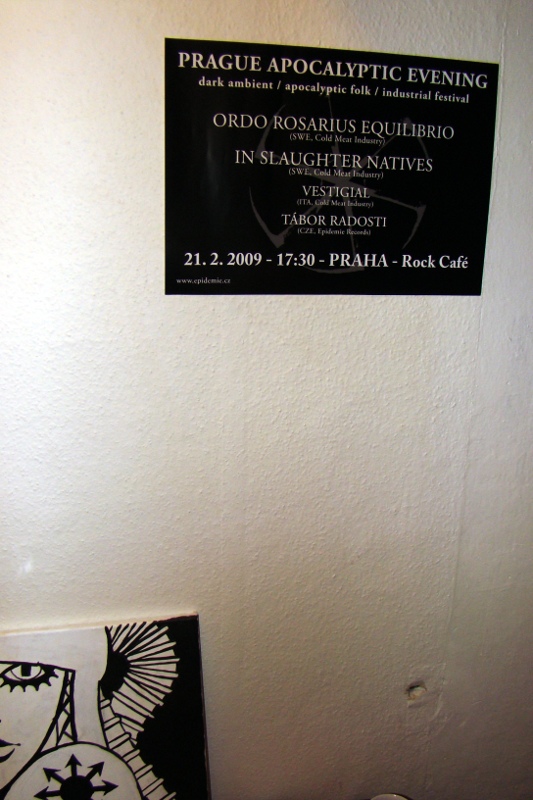 PRAGUE APOCALYPTIC EVENING
dark ambient / apocalyptic folk / industrial festival
ORDO ROSARIUS EQUILIBRIO
(SWE, Cold Meat Industry)
IN SLAUGHTER NATIVES
(SWE, Cold Meat Industry)
VESTIGIAL
(ITA, Cold Meat Industry)
TÁBOR RADOSTI
(CZE, Epidemie Records)
21. 2. 2009 - 17:30 - PRAHA - Rock Café
www.epidemie.cz